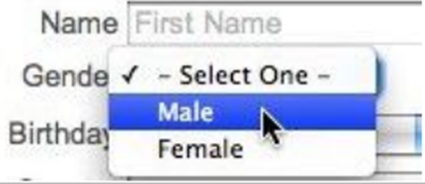 Name First Name
Gende ✓ – Select One –
Male
Birthday
Female